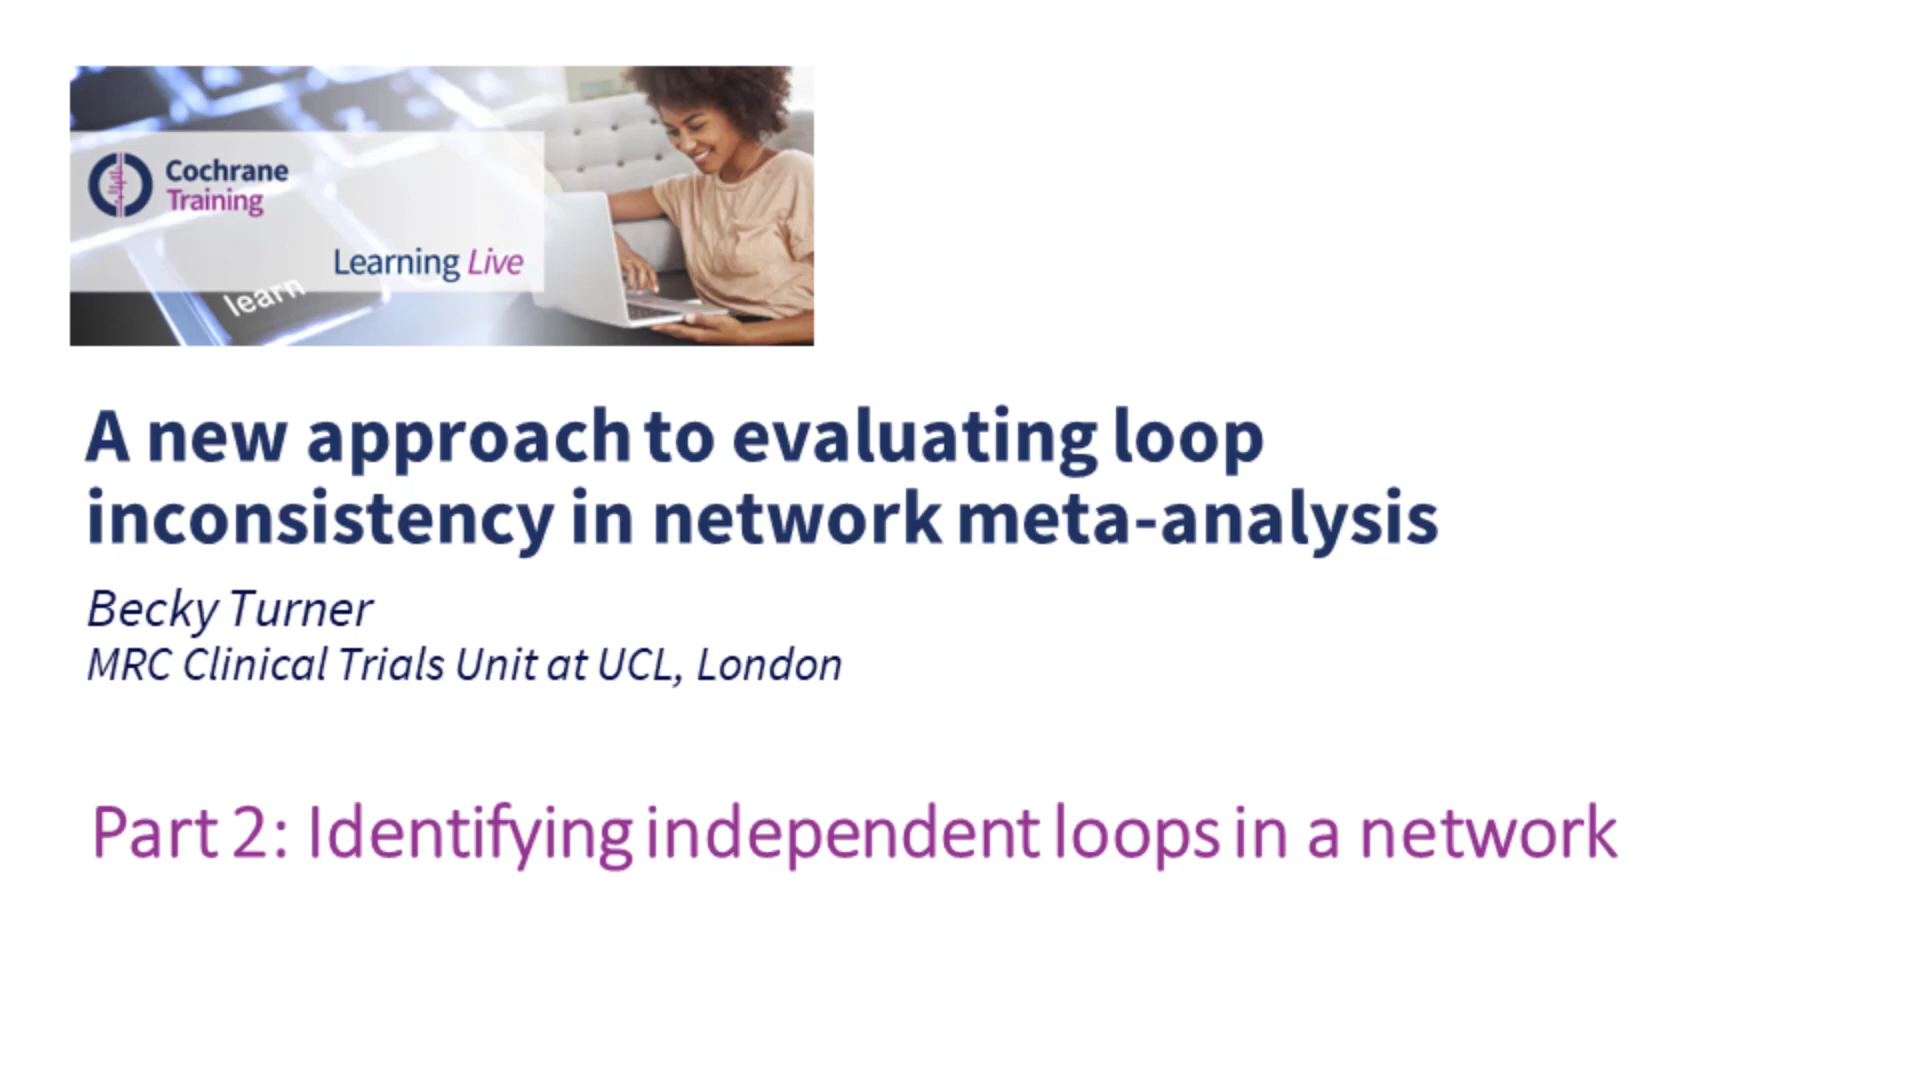 Cochrane
Training
Learning Live
learn
A new approach to evaluating loop
inconsistency in network meta-analysis
Becky Turner
MRC Clinical Trials Unit at UCL, London
Part 2: Identifying independent loops in a network